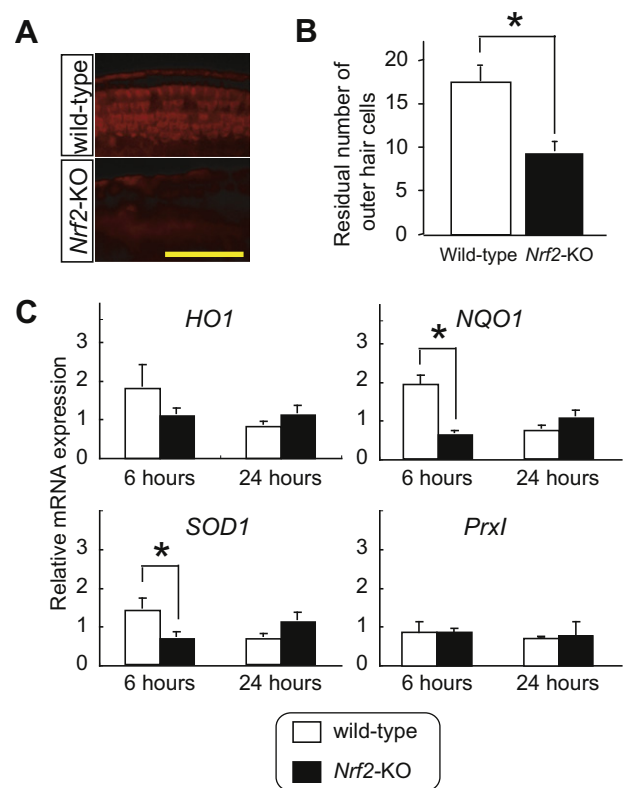 A
wild-type
Nrf2-KO
B
*
Residual number of
outer hair cells
20
15
10
5
0
Wild-type Nrf2-KO
C
Relative mRNA expression
HO1
3
2
1
0
6 hours 24 hours
NQO1
*
3
2
1
0
6 hours 24 hours
SOD1
*
3
2
1
0
6 hours 24 hours
PrxI
3
2
1
0
6 hours 24 hours
wild-type
Nrf2-KO